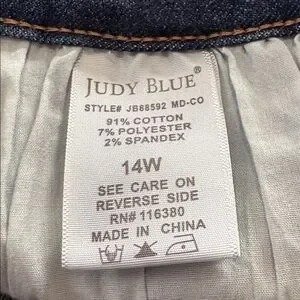 JUDY BLUE®
STYLE# JB88592 MD-CO
91% COTTON
7% POLYESTER
2% SPANDEX
14W
SEE CARE ON
REVERSE SIDE
RN# 116380
MADE IN CHINA